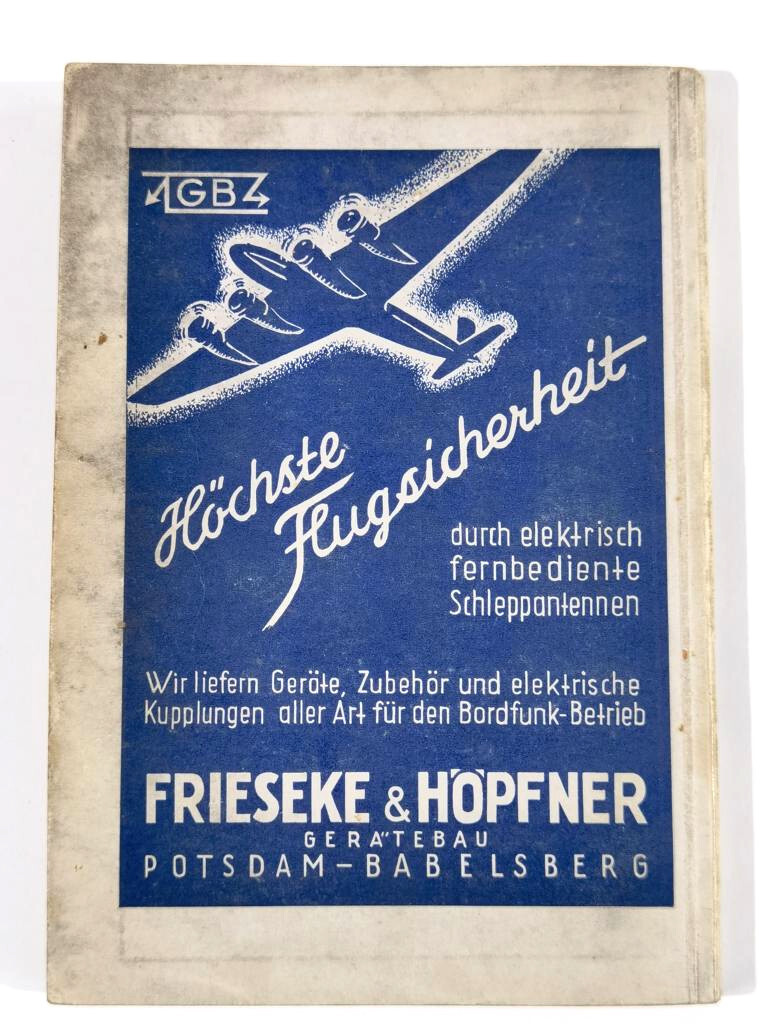 GB
Höchste
Flugsicherheit
durch elektrisch
fernbediente
Schleppantennen
Wir liefern Geräte, Zubehör und elektrische
Kupplungen aller Art für den Bordfunk-Betrieb
FRIESEKE & HÖPFNER
GERÄTEBAU
POTSDAM-BABELSBERG